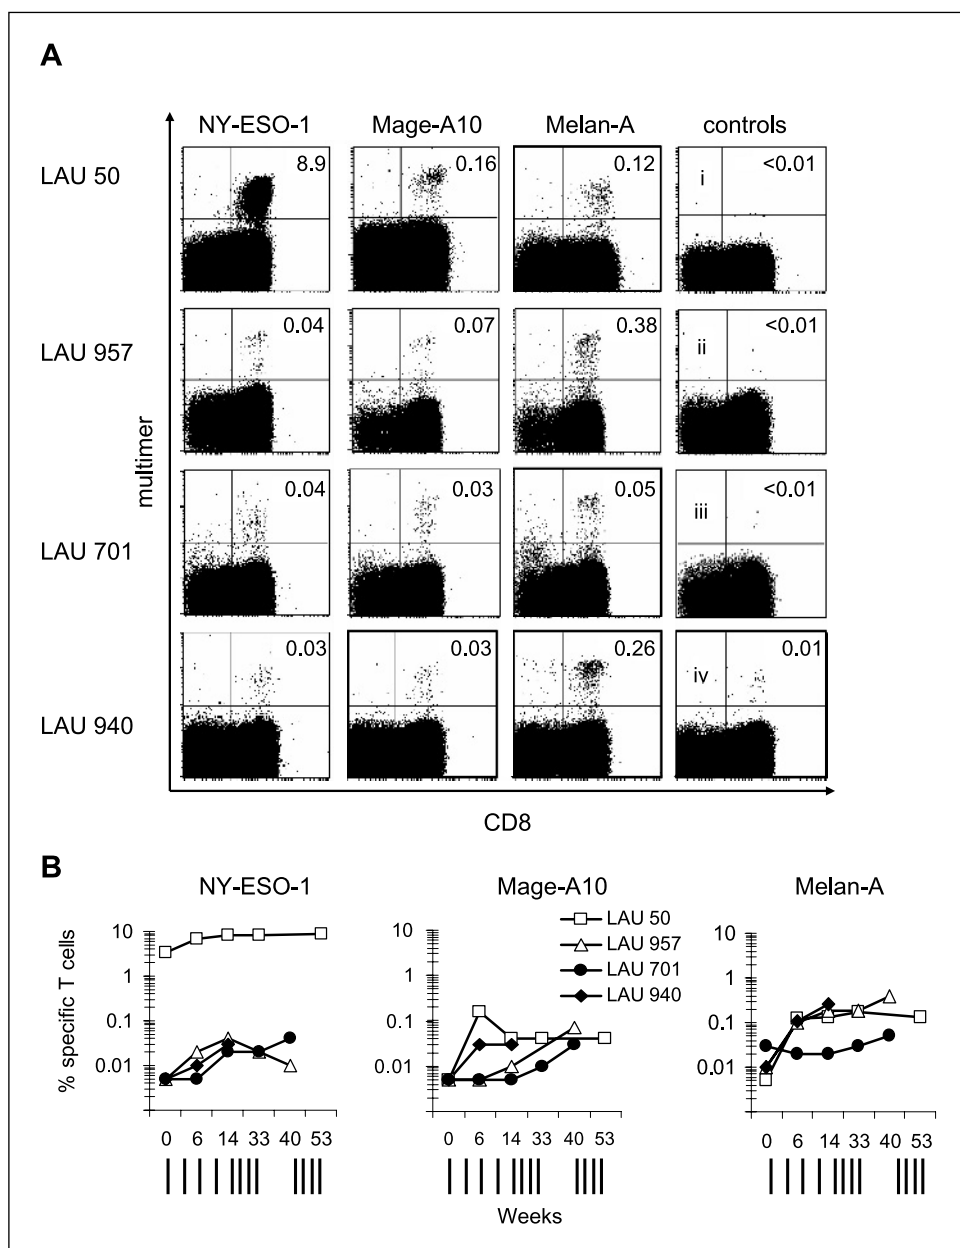 A
NY-ESO-1 Mage-A10 Melan-A controls
LAU 50
8.9 0.16 0.12 i <0.01
LAU 957
0.04 0.07 0.38 ii <0.01
multimer
LAU 701
0.04 0.03 0.05 iii <0.01
LAU 940
0.03 0.03 0.26 iv 0.01
CD8
B
NY-ESO-1 Mage-A10 Melan-A
LAU 50
LAU 957
LAU 701
LAU 940
% specific T cells
10 10 10
1 1 1
0.1 0.1 0.1
0.01 0.01 0.01
0 6 14 33 40 53 0 6 14 33 40 53 0 6 14 33 40 53
Weeks